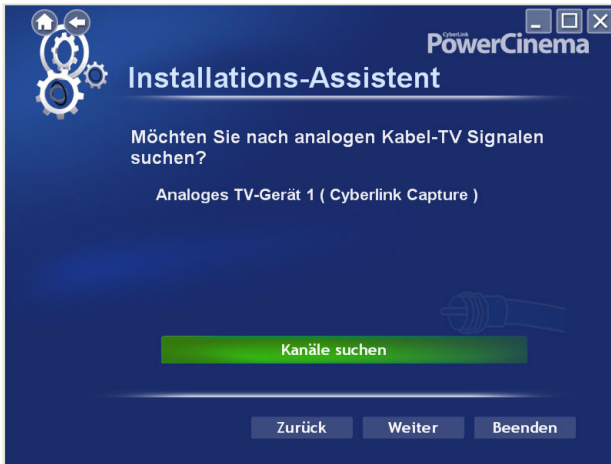 CyberLink
PowerCinema
Installations-Assistent
Möchten Sie nach analogen Kabel-TV Signalen
suchen?
Analoges TV-Gerät 1 ( Cyberlink Capture )
Kanäle suchen
Zurück Weiter Beenden